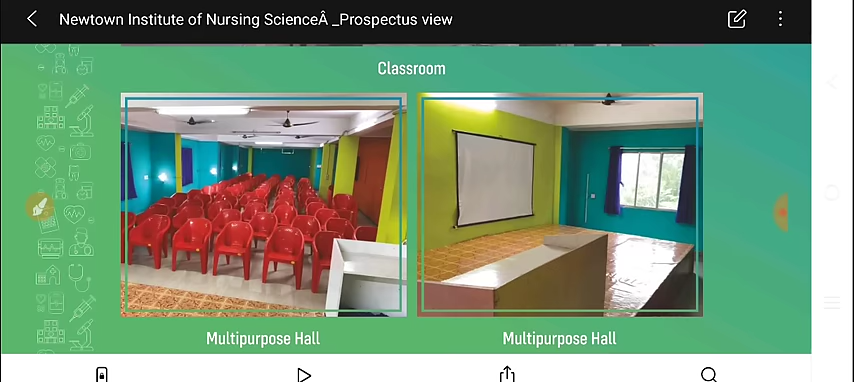 Newtown Institute of Nursing ScienceÂ _Prospectus view
Classroom
Multipurpose Hall
Multipurpose Hall